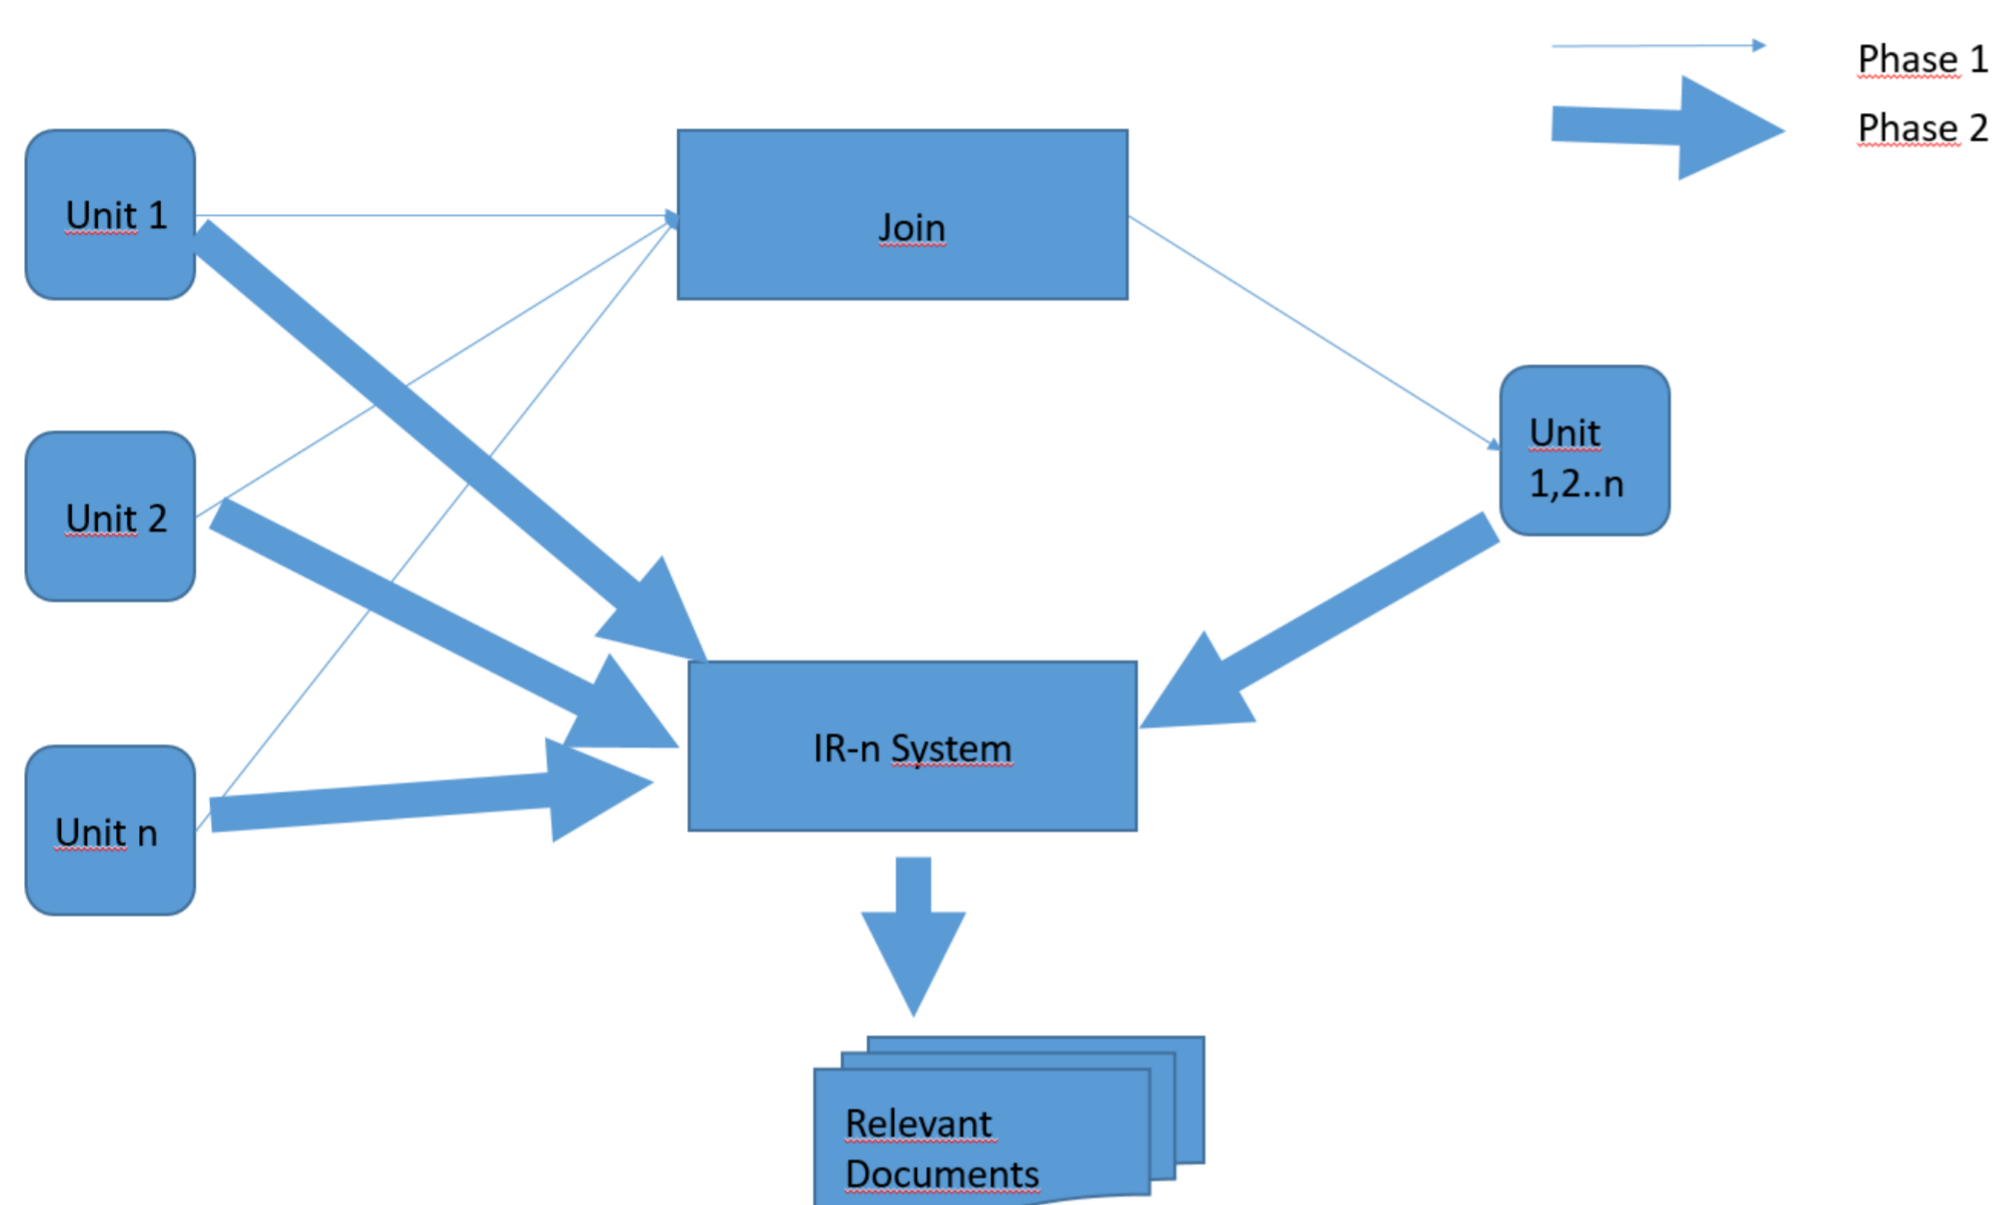 Phase 1
Phase 2
Unit 1
Join
Unit
1,2..n
Unit 2
IR-n System
Unit n
Relevant
Documents